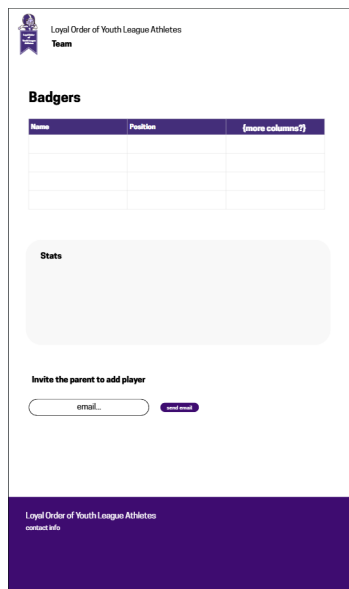 Loyal Order of Youth League Athletes
Team
Badgers
Name Position {more columns?}
Stats
Invite the parent to add player
email...
send email
Loyal Order of Youth League Athletes
contact info